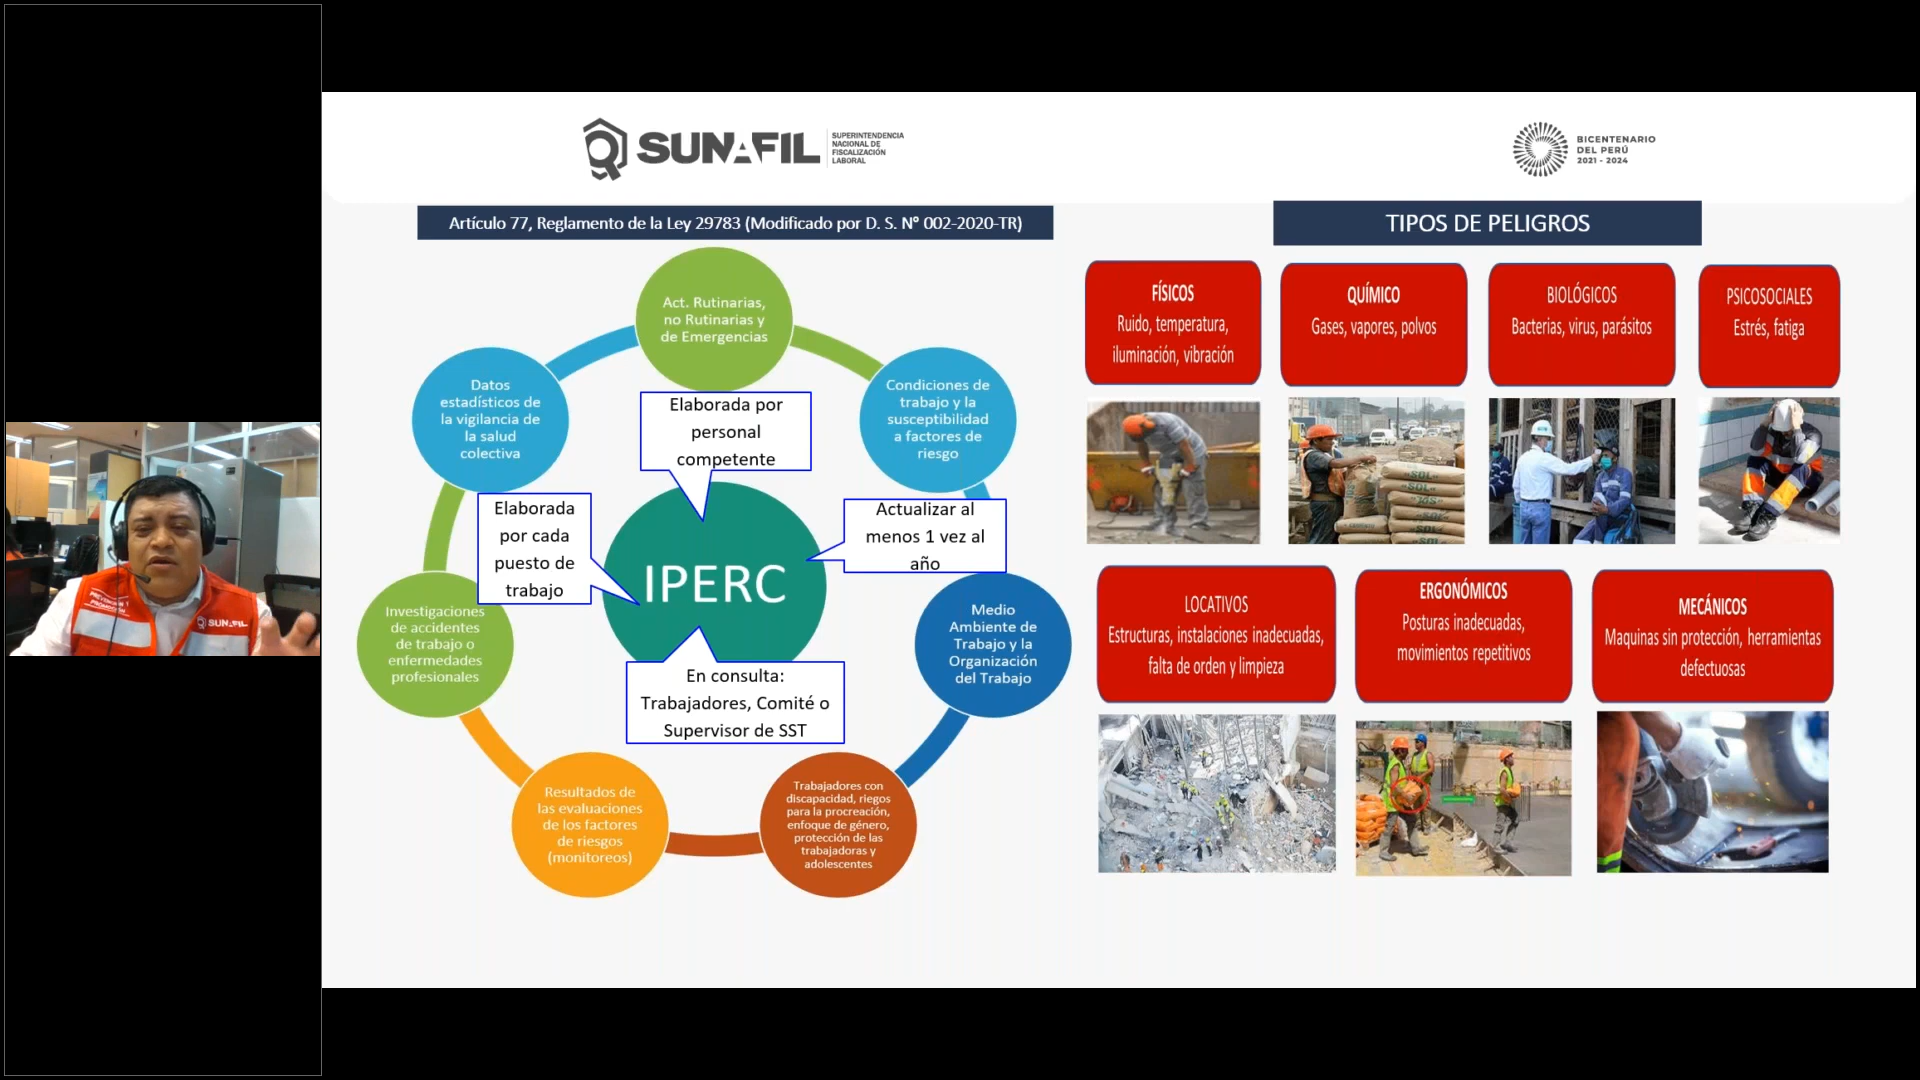 SUNAFIL
SUPERINTENDENCIA
NACIONAL DE
FISCALIZACIÓN
LABORAL
BICENTENARIO
DEL PERÚ
2021 - 2024
Artículo 77, Reglamento de la Ley 29783 (Modificado por D. S. N° 002-2020-TR)
Act. Rutinarias,
no Rutinarias y
de Emergencias
Datos
estadísticos de
la vigilancia de
la salud
colectiva
Condiciones de
trabajo y la
susceptibilidad
a factores de
riesgo
Elaborada por
personal
competente
Elaborada
por cada
puesto de
trabajo
Actualizar al
menos 1 vez al
año
IPERC
Investigaciones
de accidentes
de trabajo o
enfermedades
profesionales
Medio
Ambiente de
Trabajo y la
Organización
del Trabajo
En consulta:
Trabajadores, Comité o
Supervisor de SST
Resultados de
las evaluaciones
de los factores
de riesgos
(monitoreos)
Trabajadores con
discapacidad, riegos
para la procreación,
enfoque de género,
protección de las
trabajadoras y
adolescentes
TIPOS DE PELIGROS
FÍSICOS
Ruido, temperatura,
iluminación, vibración
QUÍMICO
Gases, vapores, polvos
BIOLÓGICOS
Bacterias, virus, parásitos
PSICOSOCIALES
Estrés, fatiga
LOCATIVOS
Estructuras, instalaciones inadecuadas,
falta de orden y limpieza
ERGONÓMICOS
Posturas inadecuadas,
movimientos repetitivos
MECÁNICOS
Maquinas sin protección, herramientas
defectuosas
PREVENCIÓN Y
PROMOCIÓN
SUNAFIL